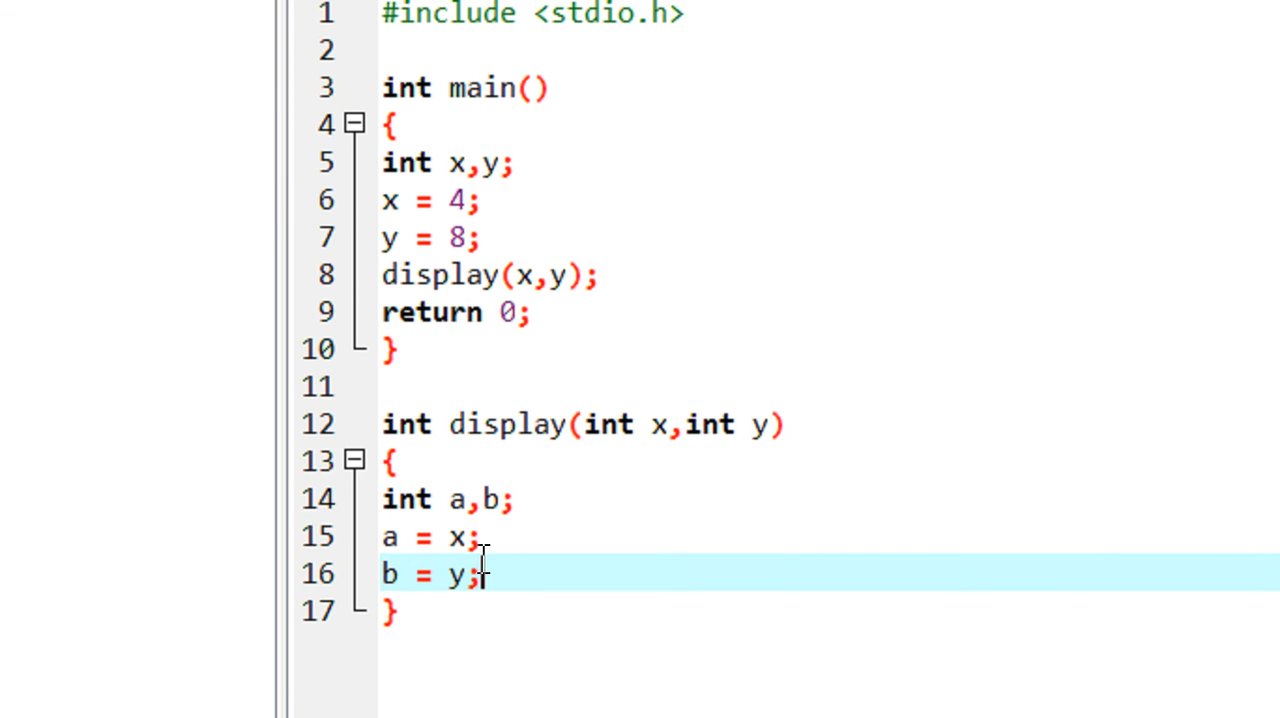 1 #include <stdio.h>
2
3 int main()
4 {
5 int x,y;
6 x = 4;
7 y = 8;
8 display(x,y);
9 return 0;
10 }
11
12 int display(int x,int y)
13 {
14 int a,b;
15 a = x;
16 b = y;
17 }